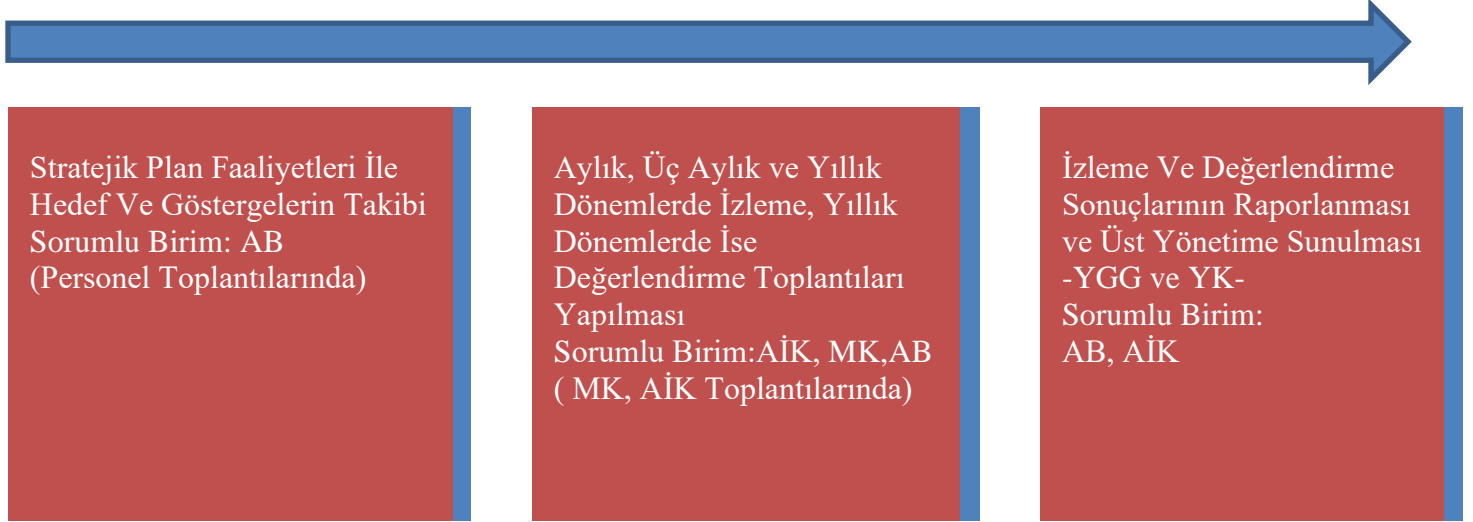 Stratejik Plan Faaliyetleri İle
Hedef Ve Göstergelerin Takibi
Sorumlu Birim: AB
(Personel Toplantılarında)
Aylık, Üç Aylık ve Yıllık
Dönemlerde İzleme, Yıllık
Dönemlerde İse
Değerlendirme Toplantıları
Yapılması
Sorumlu Birim:AİK, MK,AB
( MK, AİK Toplantılarında)
İzleme Ve Değerlendirme
Sonuçlarının Raporlanması
ve Üst Yönetime Sunulması
-YGG ve YK-
Sorumlu Birim:
AB, AİK